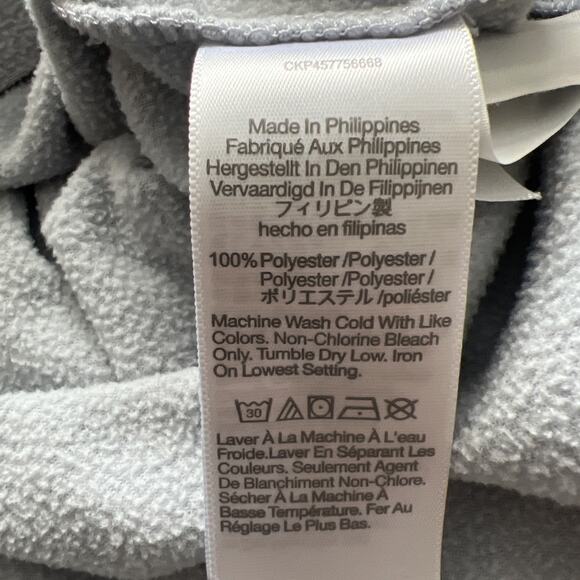 CKP457756668
Made In Philippines
Fabriqué Aux Philippines
Hergestellt In Den Philippinen
Vervaardigd In De Filippijnen
フィリピン製
hecho en filipinas
100% Polyester /Polyester/
Polyester /Polyester /
ポリエステル /poliéster
Machine Wash Cold With Like
Colors. Non-Chlorine Bleach
Only. Tumble Dry Low. Iron
On Lowest Setting.
30
Laver À La Machine À L'eau
Froide.Laver En Séparant Les
Couleurs. Seulement Agent
De Blanchiment Non-Chlore.
Sécher À La Machine À
Basse Température. Fer Au
Réglage Le Plus Bas.